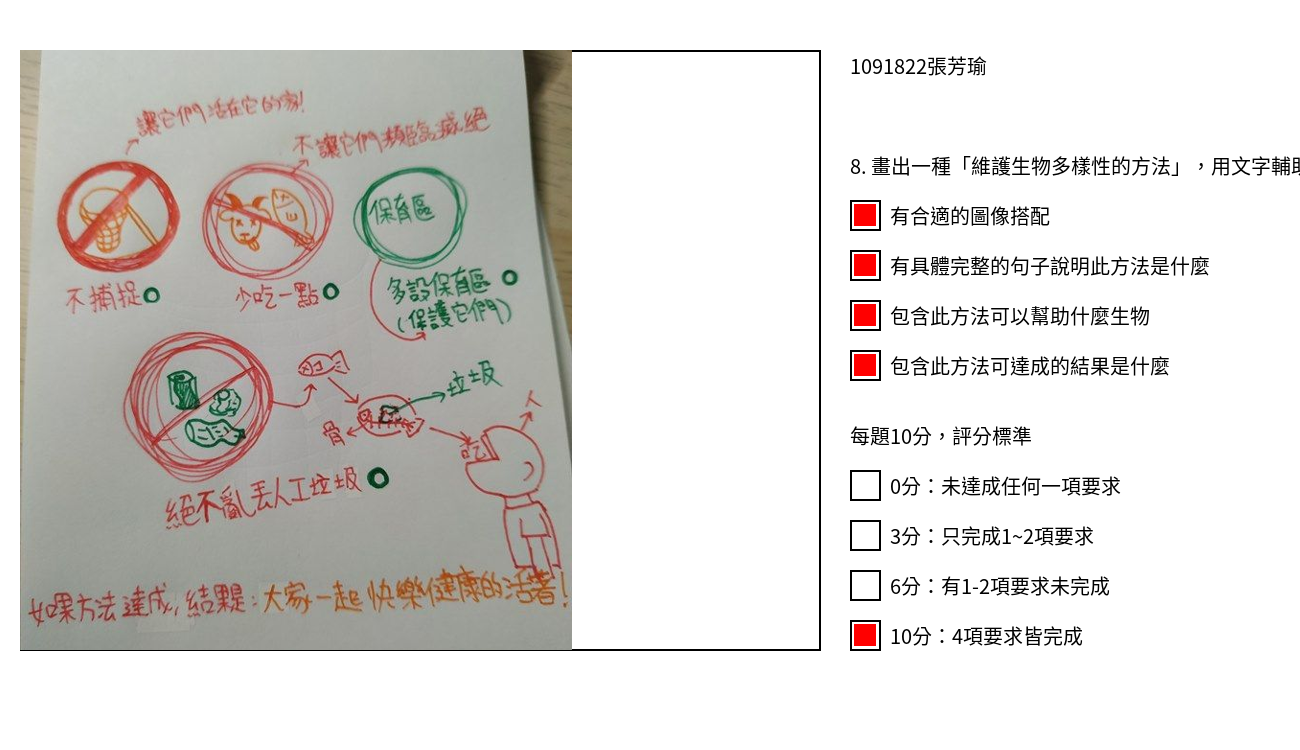 讓它們活在它的家!
不讓它們頻臨滅絕
保育區
不捕捉
少吃一點
多設保育區
(保護它們)
垃圾
骨
吃
人
絕不亂丟人工垃圾
如果方法達成,結果是:大家一起快樂健康的活著!
1091822張芳瑜
8. 畫出一種「維護生物多樣性的方法」，用文字輔助
有合適的圖像搭配
有具體完整的句子說明此方法是什麼
包含此方法可以幫助什麼生物
包含此方法可達成的結果是什麼
每題10分，評分標準
0分：未達成任何一項要求
3分：只完成1~2項要求
6分：有1-2項要求未完成
10分：4項要求皆完成